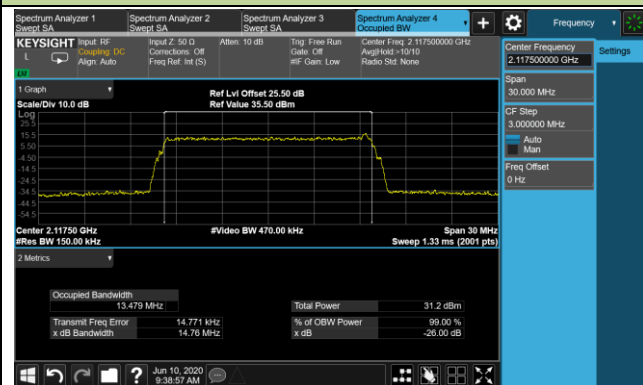 Spectrum Analyzer 1
Swept SA
Spectrum Analyzer 2
Swept SA
Spectrum Analyzer 3
Swept SA
Spectrum Analyzer 4
Occupied BW
Frequency
KEYSIGHT
L
LXI
Input: RF
Coupling: DC
Align: Auto
Input Z: 50 Ω
Corrections: Off
Freq Ref: Int (S)
Atten: 10 dB
Trig: Free Run
Gate: Off
#IF Gain: Low
Center Freq: 2.117500000 GHz
Avg|Hold >10/10
Radio Std: None
Center Frequency
2.117500000 GHz
Settings
Span
30.000 MHz
CF Step
3.000000 MHz
Auto
Man
Freq Offset
0 Hz
1 Graph
Scale/Div 10.0 dB
Ref Lvl Offset 25.50 dB
Ref Value 35.50 dBm
Log
25.5
15.5
5.50
-4.50
-14.5
-24.5
-34.5
-44.5
-54.5
Center 2.11750 GHz
#Video BW 470.00 kHz
Span 30 MHz
#Res BW 150.00 kHz
Sweep 1.33 ms (2001 pts)
2 Metrics
Occupied Bandwidth
13.479 MHz
Total Power 31.2 dBm
Transmit Freq Error 14.771 kHz
% of OBW Power 99.00 %
x dB Bandwidth 14.76 MHz
x dB -26.00 dB
?
Jun 10, 2020
9:38:57 AM